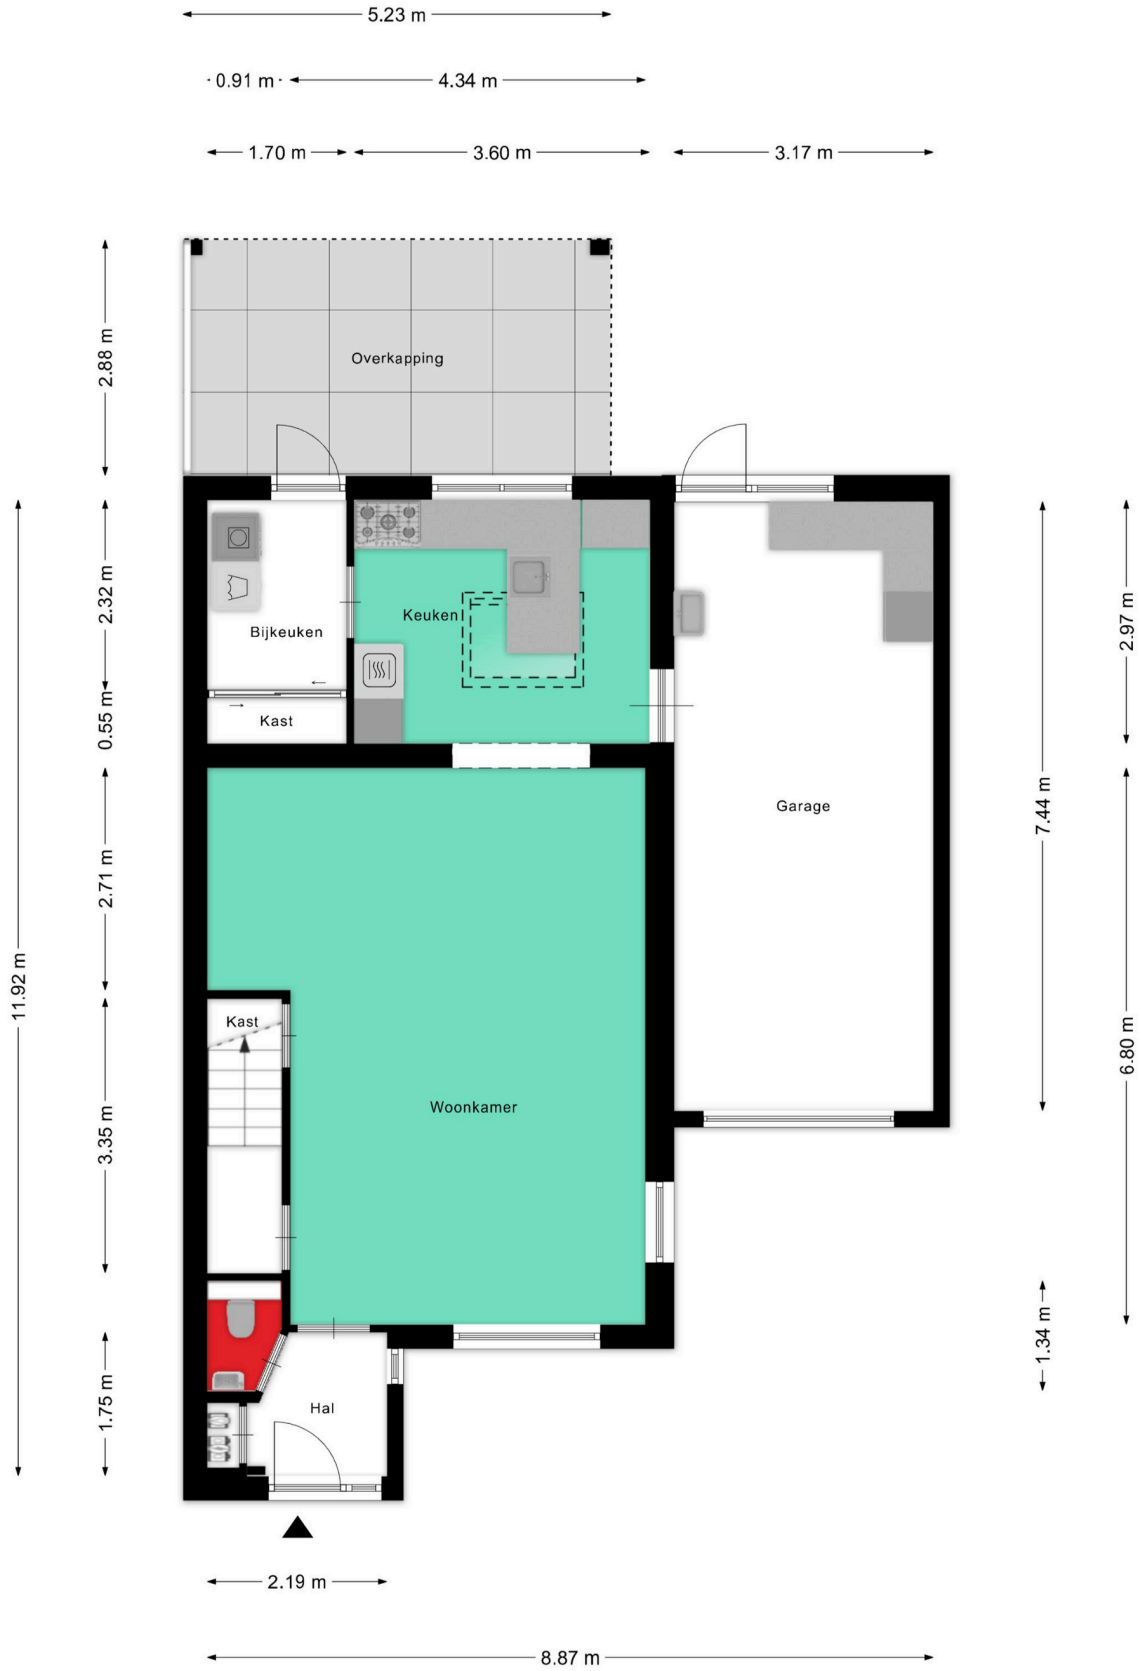 5.23 m
0.91 m
4.34 m
1.70 m
3.60 m
3.17 m
2.88 m
Overkapping
11.92 m
2.32 m
0.55 m
2.71 m
3.35 m
1.75 m
Keuken
Bijkeuken
Kast
Garage
Kast
Woonkamer
Hal
2.97 m
7.44 m
6.80 m
1.34 m
2.19 m
8.87 m